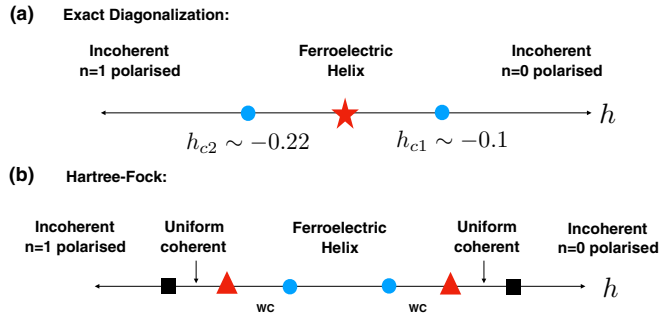 (a) Exact Diagonalization:
Incoherent
n=1 polarised
Ferroelectric
Helix
Incoherent
n=0 polarised
h
h_{c2} ∼ −0.22
h_{c1} ∼ −0.1
(b) Hartree-Fock:
Incoherent
n=1 polarised
Uniform
coherent
Ferroelectric
Helix
Uniform
coherent
Incoherent
n=0 polarised
h
WC
WC